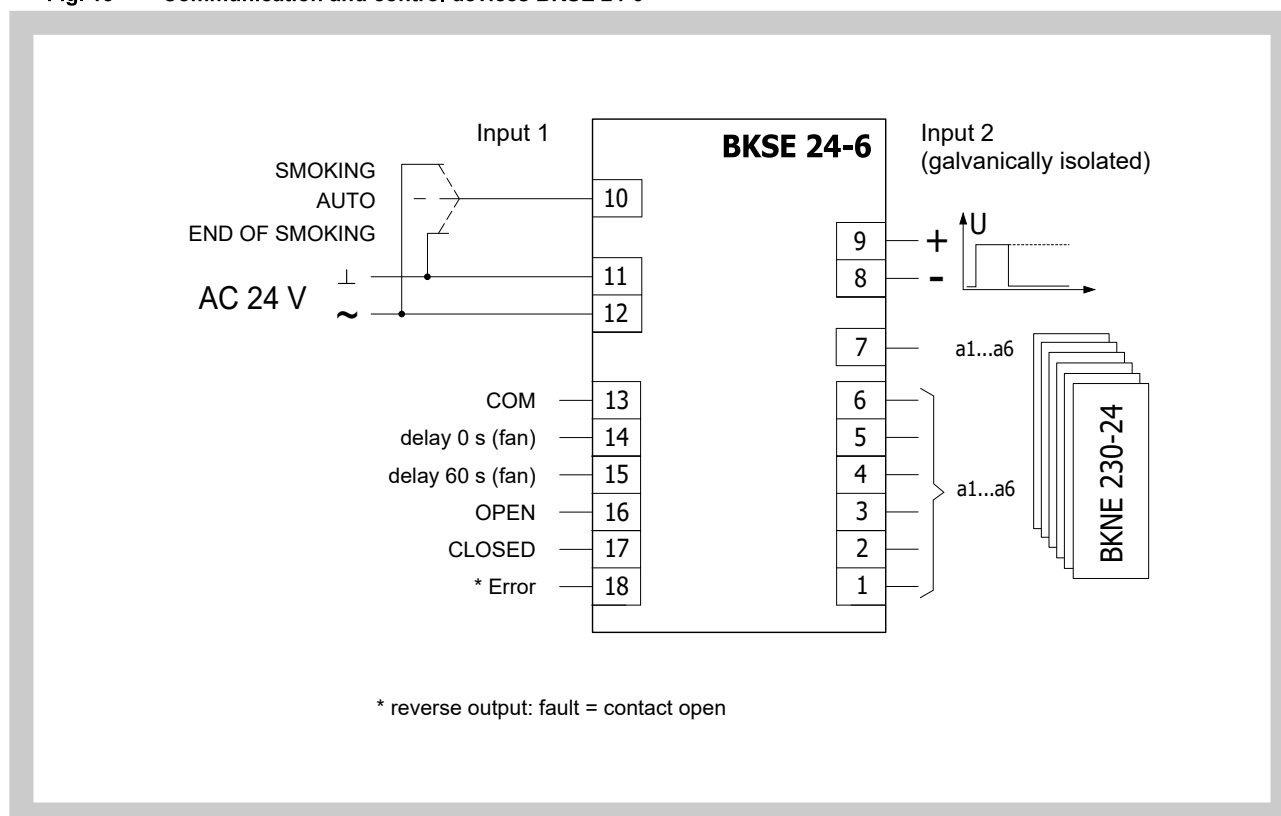 Input 1
BKSE 24-6
Input 2
(galvanically isolated)
SMOKING
AUTO
END OF SMOKING
⊥
AC 24 V
~
10
11
12
9
+
U
8
-
7
a1...a6
COM
13
delay 0 s (fan)
14
delay 60 s (fan)
15
OPEN
16
CLOSED
17
* Error
18
6
5
4
3
2
1
a1...a6
BKNE 230-24
* reverse output: fault = contact open